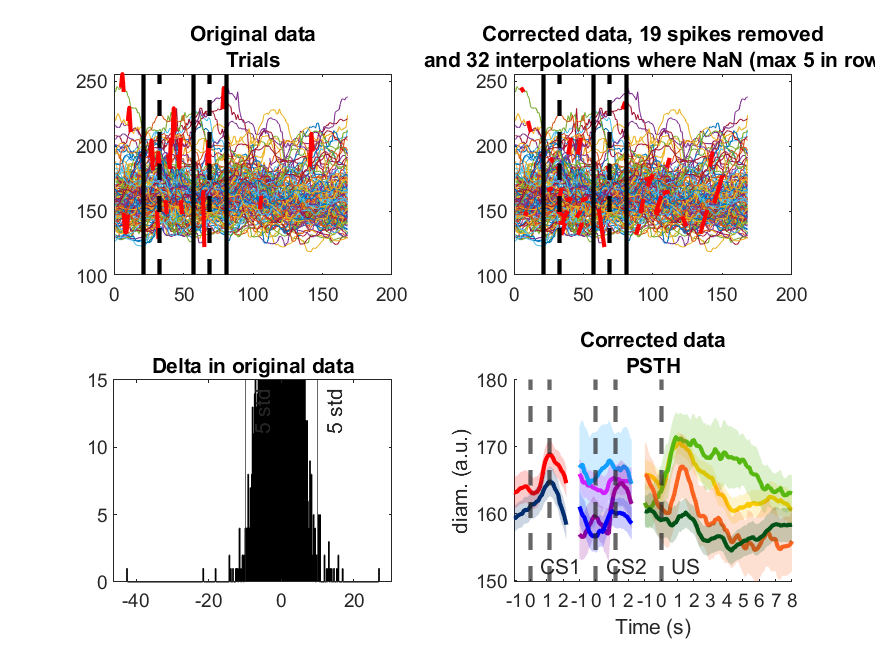 Original data
Trials
250
200
150
100
0 50 100 150 200
Corrected data, 19 spikes removed
and 32 interpolations where NaN (max 5 in row
250
200
150
100
0 50 100 150 200
Delta in original data
15
10
5
0
5 std
5 std
-40 -20 0 20
Corrected data
PSTH
180
170
160
150
diam. (a.u.)
CS1 CS2 US
-1 0 1 2 -1 0 1 2 -1 0 1 2 3 4 5 6 7 8
Time (s)